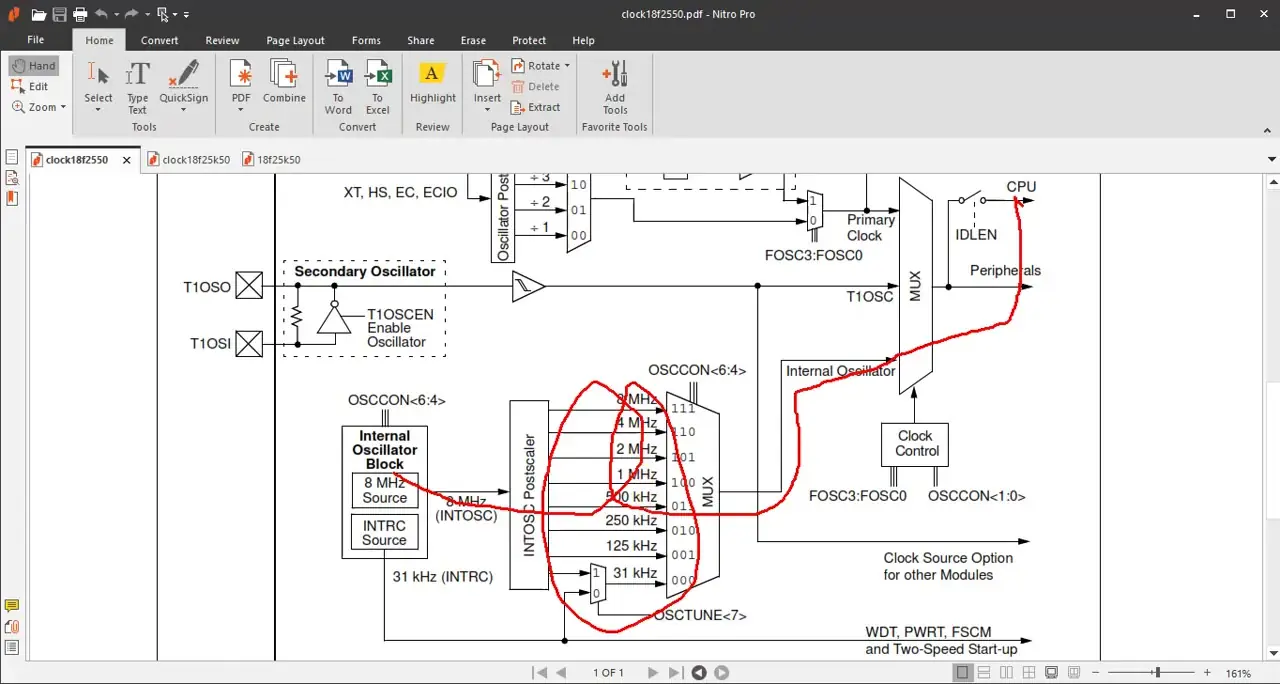 clock18f2550.pdf - Nitro Pro
File Home Convert Review Page Layout Forms Share Erase Protect Help
Hand
Edit
Zoom
Select
Type Text
QuickSign
Tools
PDF
Combine
Create
To Word
To Excel
Convert
A
Highlight
Review
Insert
Rotate
Delete
Extract
Page Layout
Add Tools
Favorite Tools
clock18f2550 clock18f25k50 18f25k50
XT, HS, EC, ECIO
Oscillator Post
÷ 3 10
÷ 2 01
÷ 1 00
1
0
FOSC3:FOSC0
Primary
Clock
CPU
IDLEN
Peripherals
MUX
Secondary Oscillator
T1OSO
T1OSCEN
Enable
Oscillator
T1OSI
T1OSC
Internal Oscillator
OSCCON<6:4>
OSCCON<6:4>
Internal
Oscillator
Block
8 MHz
Source
INTRC
Source
8 MHz
(INTOSC)
31 kHz (INTRC)
INTOSC Postscaler
8 MHz 111
4 MHz 110
2 MHz 101
1 MHz 100
500 kHz 011
250 kHz 010
125 kHz 001
31 kHz 000
1
0
MUX
OSCTUNE<7>
Clock
Control
FOSC3:FOSC0 OSCCON<1:0>
Clock Source Option
for other Modules
WDT, PWRT, FSCM
and Two-Speed Start-up
1 OF 1
161%